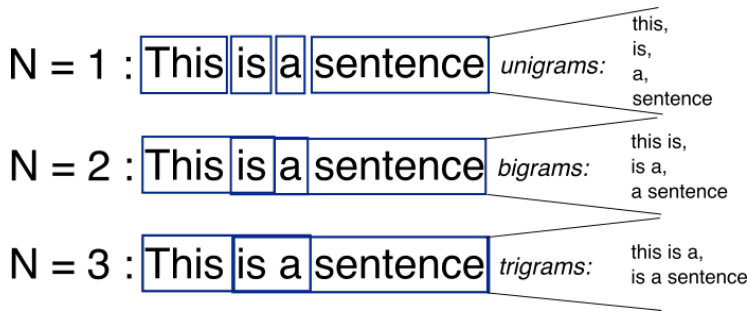 N = 1 : This is a sentence unigrams:
this,
is,
a,
sentence
N = 2 : This is a sentence bigrams:
this is,
is a,
a sentence
N = 3 : This is a sentence trigrams:
this is a,
is a sentence